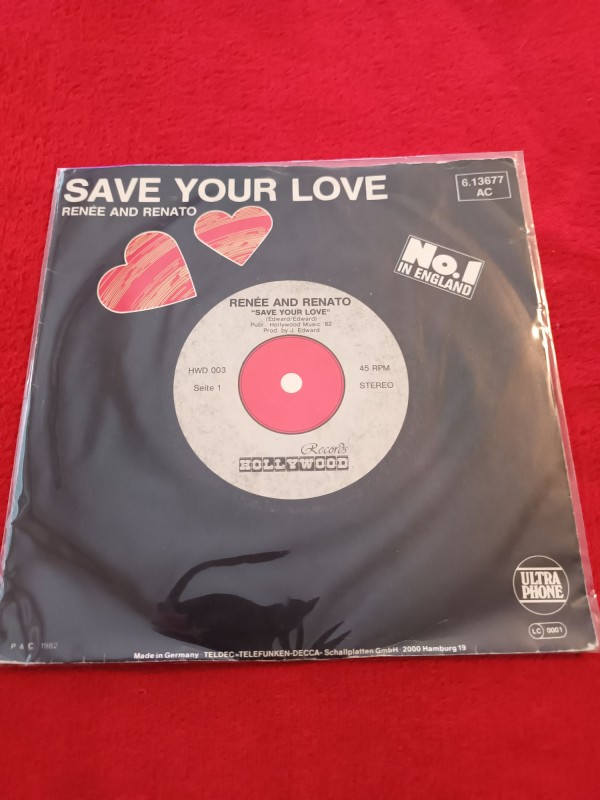 SAVE YOUR LOVE
RENÉE AND RENATO
6.13677
AC
No.1
IN ENGLAND
RENÉE AND RENATO
"SAVE YOUR LOVE"
(Edward/Edward)
Publ. Hollywood Music '82
Prod. by J. Edward
HWD 003
45 RPM
Seite 1
STEREO
Records
HOLLYWOOD
ULTRA
PHONE
LC 0001
P & C 1982
Made in Germany TELDEC-TELEFUNKEN-DECCA-Schallplatten GmbH · 2000 Hamburg 19